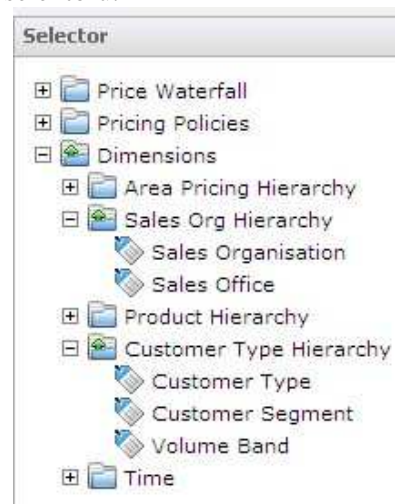 Selector
Price Waterfall
Pricing Policies
Dimensions
Area Pricing Hierarchy
Sales Org Hierarchy
Sales Organisation
Sales Office
Product Hierarchy
Customer Type Hierarchy
Customer Type
Customer Segment
Volume Band
Time